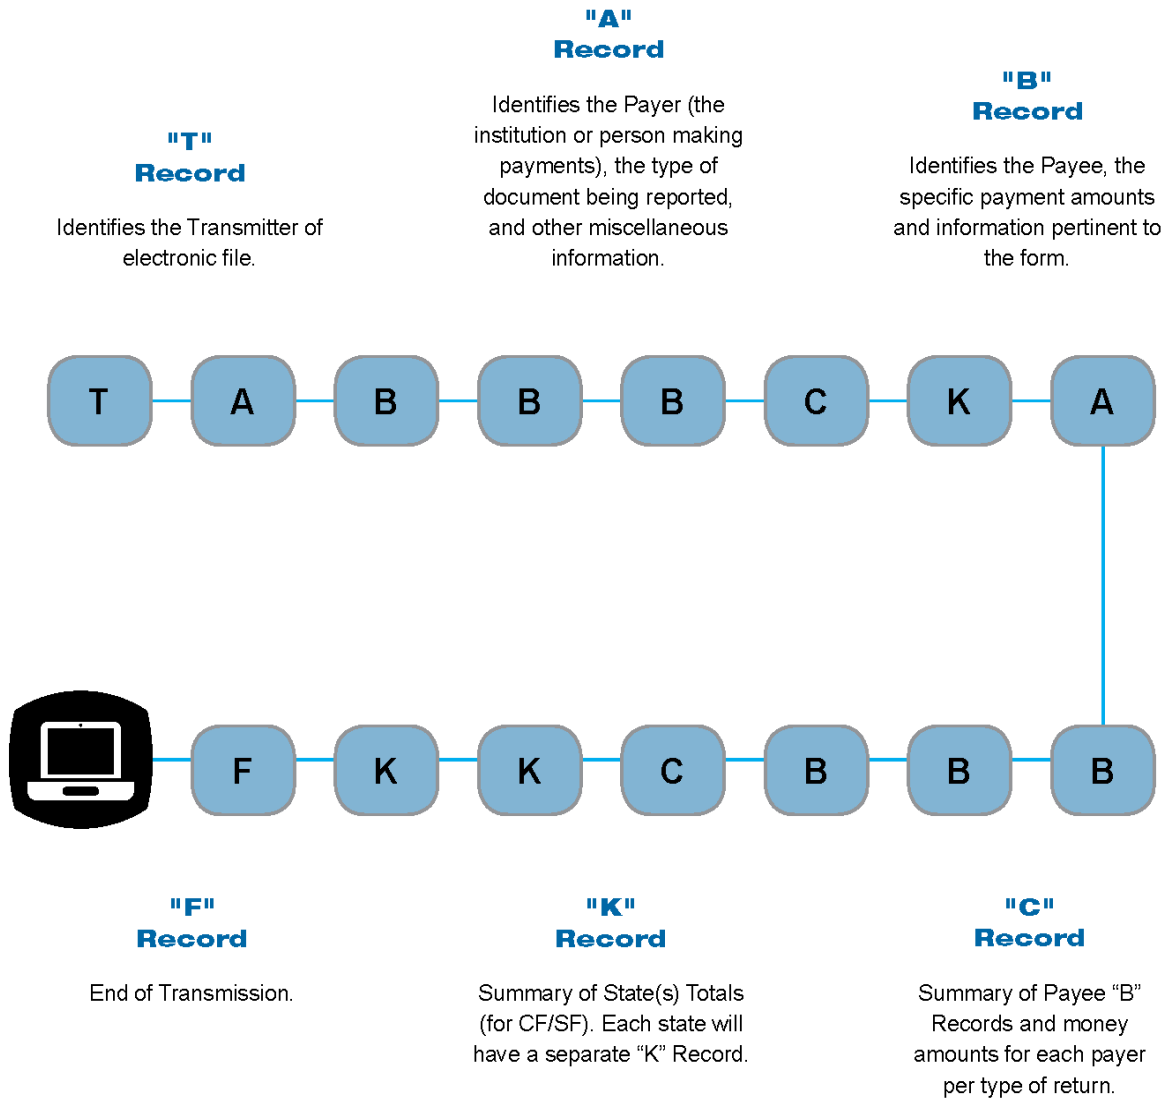 "T"
Record
Identifies the Transmitter of
electronic file.
"A"
Record
Identifies the Payer (the
institution or person making
payments), the type of
document being reported,
and other miscellaneous
information.
"B"
Record
Identifies the Payee, the
specific payment amounts
and information pertinent to
the form.
T A B B B C K A
F K K C B B B
"F"
Record
End of Transmission.
"K"
Record
Summary of State(s) Totals
(for CF/SF). Each state will
have a separate “K” Record.
"C"
Record
Summary of Payee “B”
Records and money
amounts for each payer
per type of return.